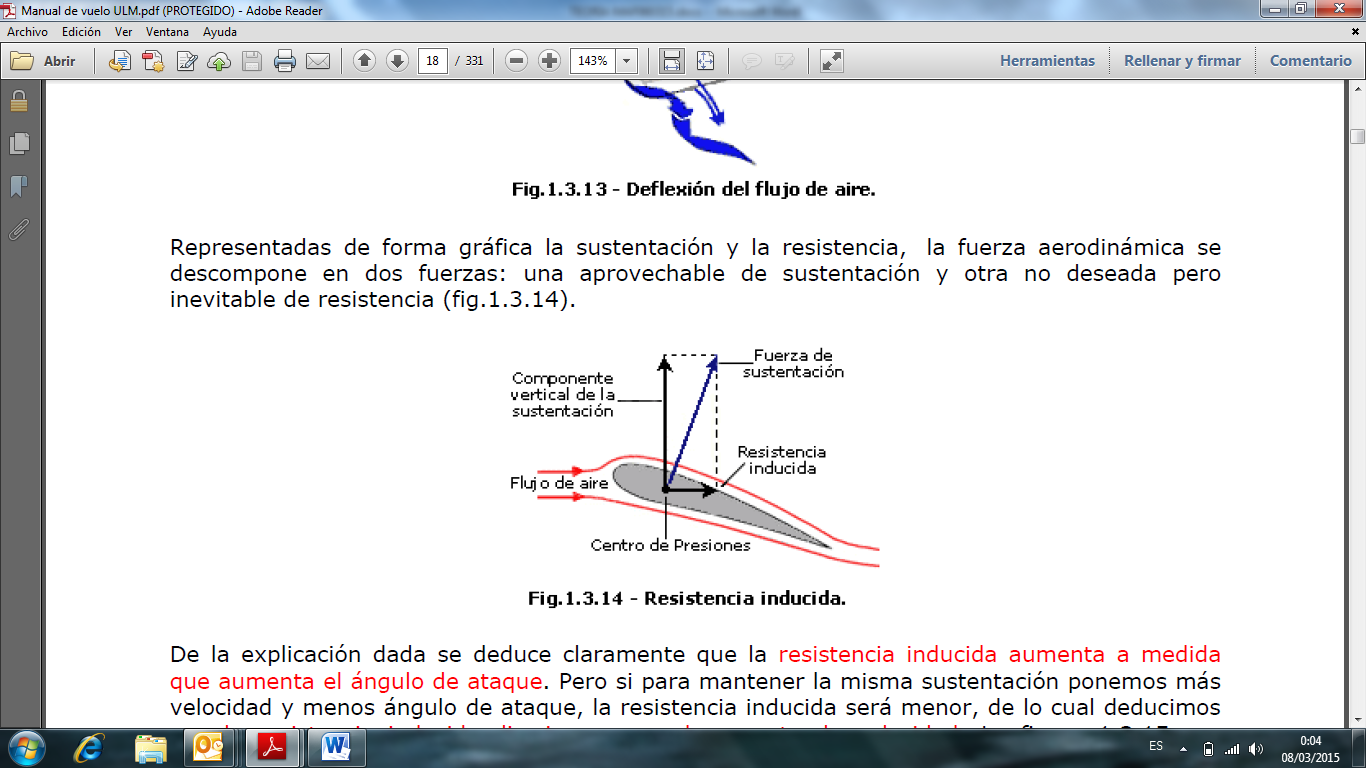 Manual de vuelo ULM.pdf (PROTEGIDO) - Adobe Reader
Archivo Edición Ver Ventana Ayuda
Abrir 18 / 331 143% Herramientas Rellenar y firmar Comentario
Fig.1.3.13 - Deflexión del flujo de aire.
Representadas de forma gráfica la sustentación y la resistencia, la fuerza aerodinámica se
descompone en dos fuerzas: una aprovechable de sustentación y otra no deseada pero
inevitable de resistencia (fig.1.3.14).
Fuerza de
sustentación
Componente
vertical de la
sustentación
Resistencia
inducida
Flujo de aire
Centro de Presiones
Fig.1.3.14 - Resistencia inducida.
De la explicación dada se deduce claramente que la resistencia inducida aumenta a medida
que aumenta el ángulo de ataque. Pero si para mantener la misma sustentación ponemos más
velocidad y menos ángulo de ataque, la resistencia inducida será menor, de lo cual deducimos
ES 0:04
08/03/2015